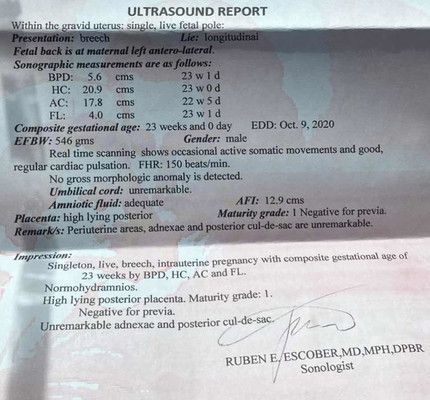 ULTRASOUND REPORT
Within the gravid uterus: single, live fetal pole:
Presentation: breech Lie: longitudinal
Fetal back is at maternal left antero-lateral.
Sonographic measurements are as follows:
BPD: 5.6 cms 23 w 1 d
HC: 20.9 cms 23 w 0 d
AC: 17.8 cms 22 w 5 d
FL: 4.0 cms 23 w 1 d
Composite gestational age: 23 weeks and 0 day EDD: Oct. 9, 2020
EFBW: 546 gms Gender: male
Real time scanning shows occasional active somatic movements and good,
regular cardiac pulsation. FHR: 150 beats/min.
No gross morphologic anomaly is detected.
Umbilical cord: unremarkable.
Amniotic fluid: adequate AFI: 12.9 cms
Placenta: high lying posterior Maturity grade: 1 Negative for previa.
Remark/s: Periuterine areas, adnexae and posterior cul-de-sac are unremarkable.
Impression:
Singleton, live, breech, intrauterine pregnancy with composite gestational age of
23 weeks by BPD, HC, AC and FL.
Normohydramnios.
High lying posterior placenta. Maturity grade: 1.
Negative for previa.
Unremarkable adnexae and posterior cul-de-sac.
RUBEN E. ESCOBER,MD,MPH,DPBR
Sonologist